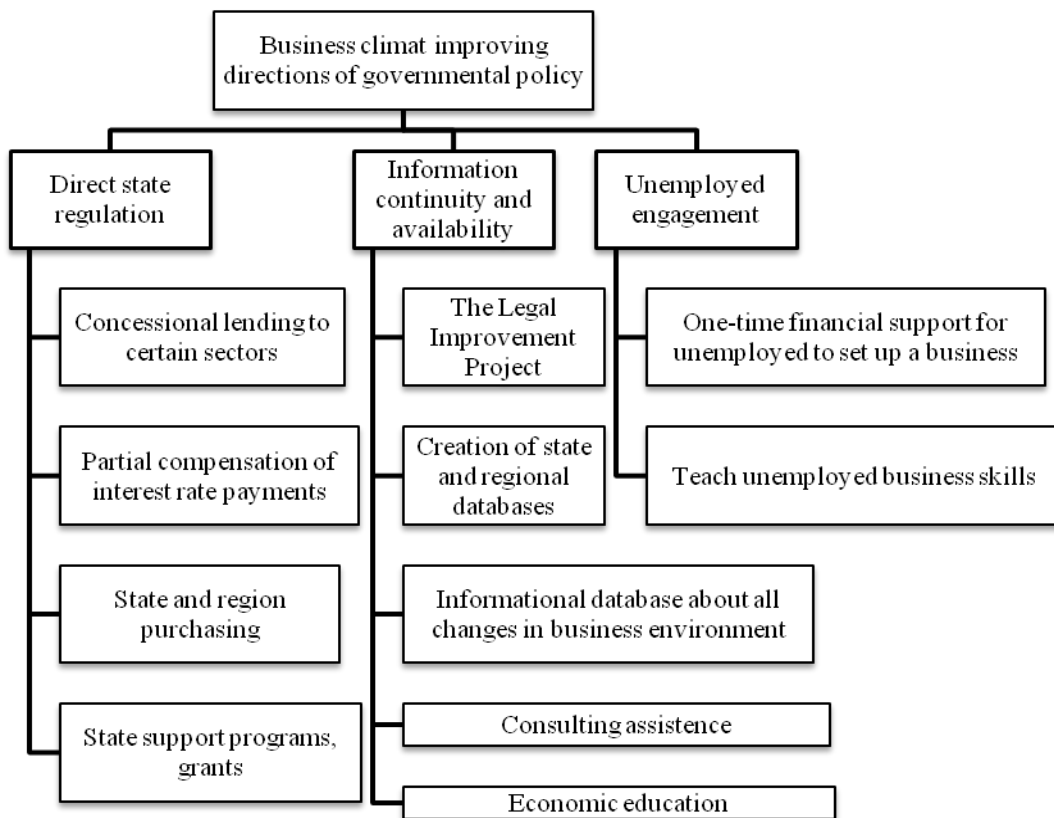 Business climat improving
directions of governmental policy
Direct state
regulation
Information
continuity and
availability
Unemployed
engagement
Concessional lending to
certain sectors
Partial compensation of
interest rate payments
State and region
purchasing
State support programs,
grants
The Legal
Improvement
Project
Creation of state
and regional
databases
Informational database about all
changes in business environment
Consulting assistence
Economic education
One-time financial support for
unemployed to set up a business
Teach unemployed business skills